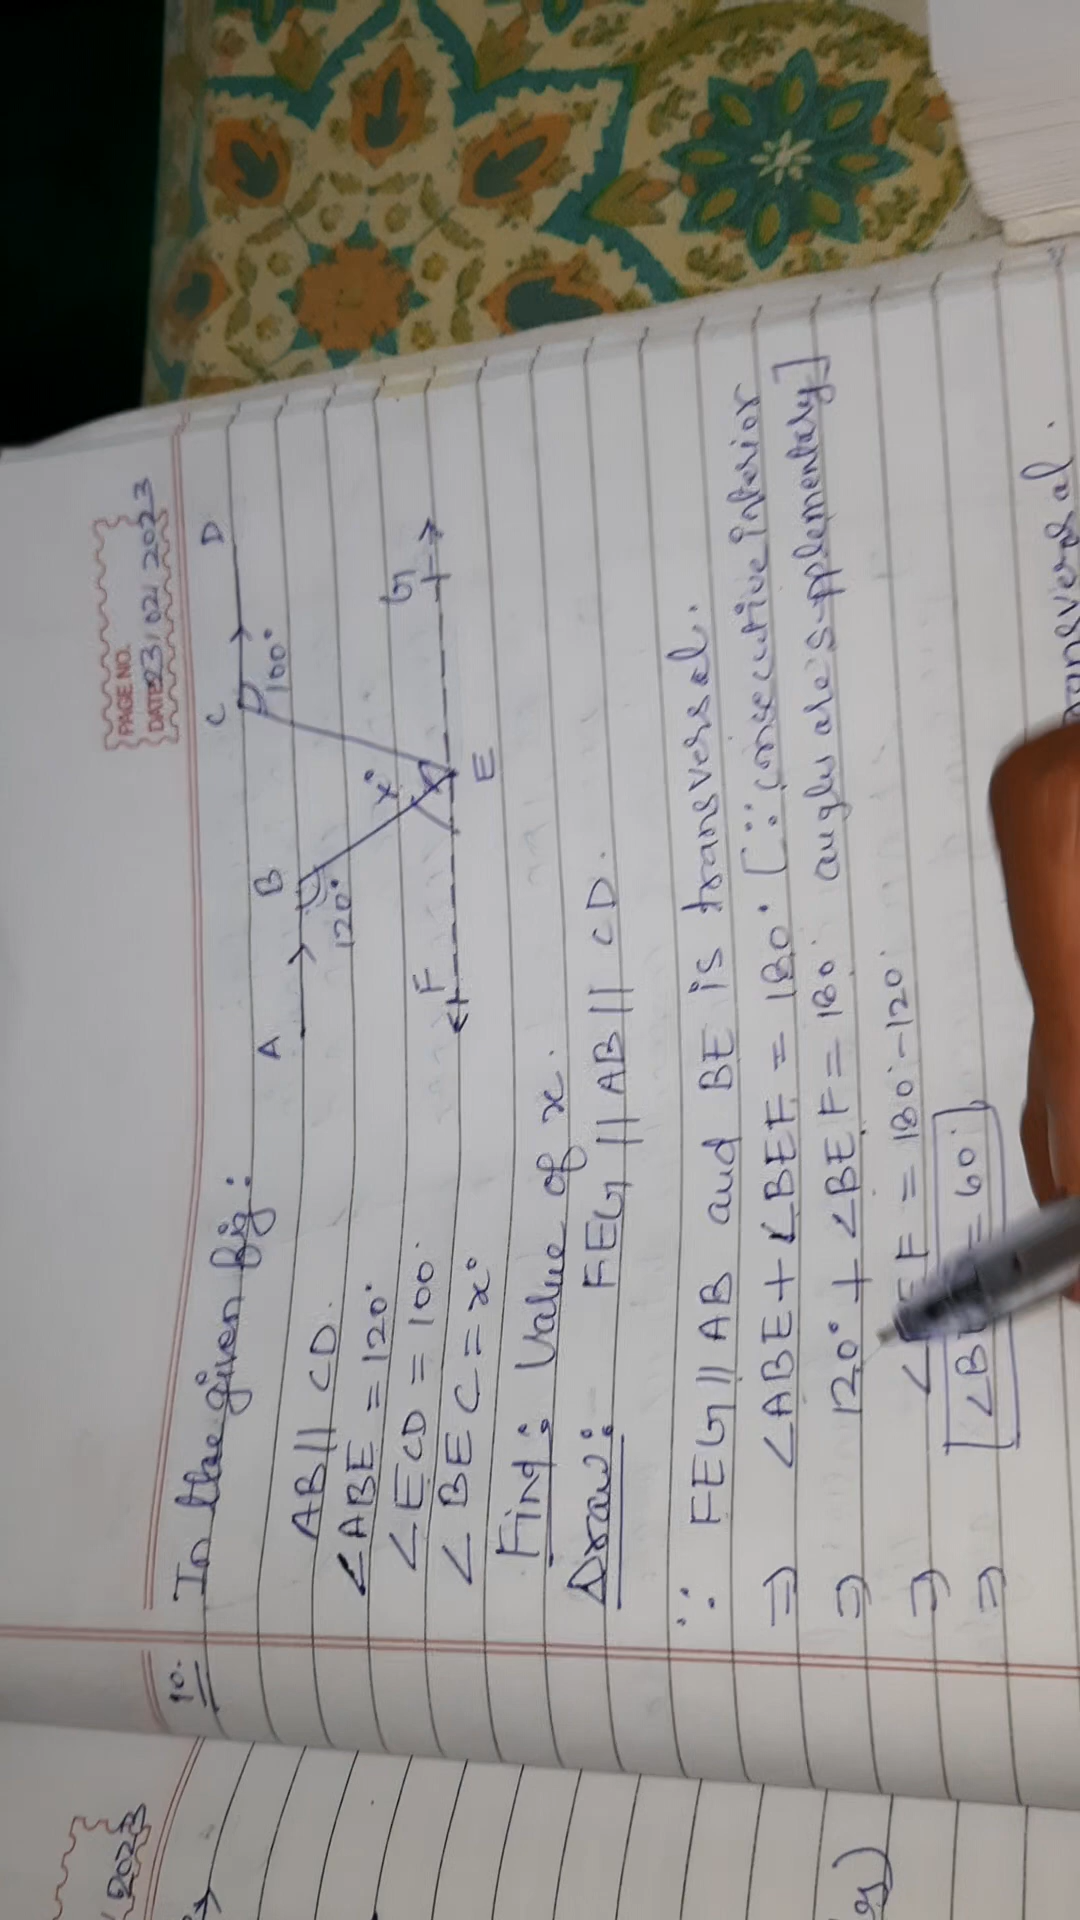 PAGE NO.
DATE 23/02/2023
10. In the given fig:
A B C D
120° 100°
x°
F E G
AB || CD.
∠ABE = 120°
∠ECD = 100°
∠BEC = x°
Find: Value of x.
Draw: FEG || AB || CD.
∵ FEG || AB and BE is transversal.
⇒ ∠ABE + ∠BEF = 180° [∵ consecutive interior
⇒ 120° + ∠BEF = 180° angles are supplementary]
⇒ ∠ EF = 180° - 120°
⇒ ∠BE = 60°
2023